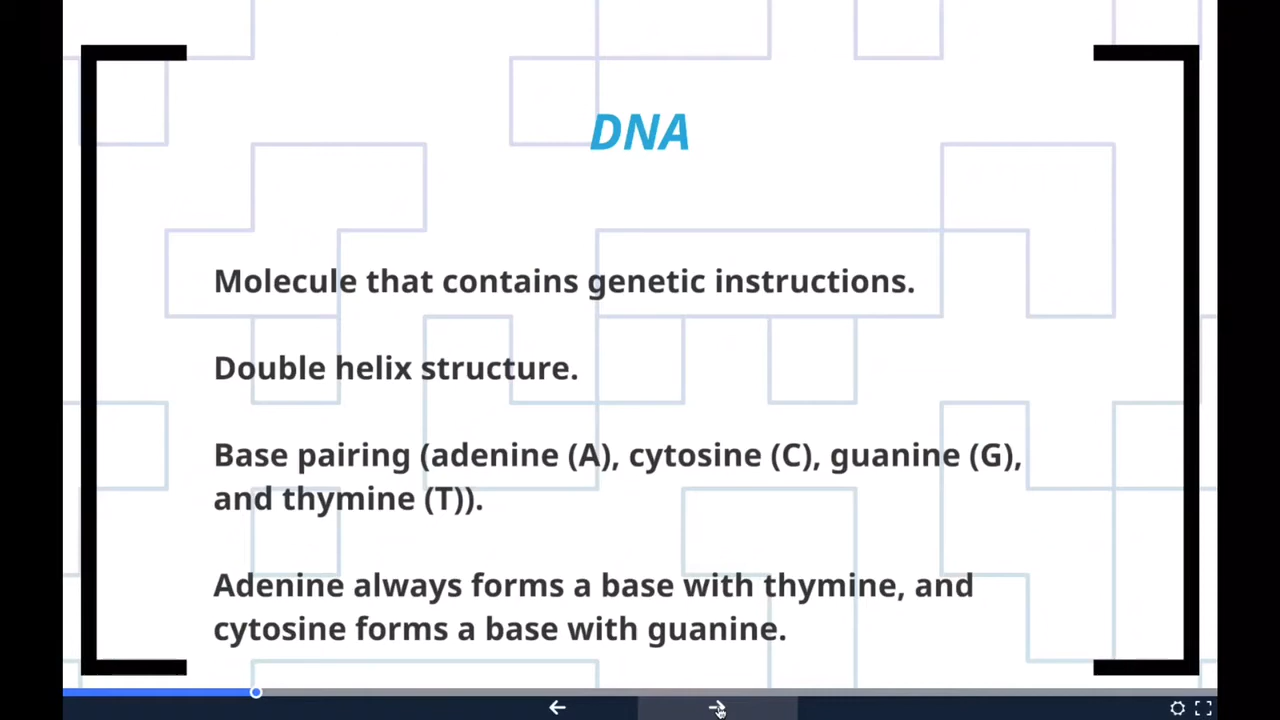 DNA
Molecule that contains genetic instructions.
Double helix structure.
Base pairing (adenine (A), cytosine (C), guanine (G),
and thymine (T)).
Adenine always forms a base with thymine, and
cytosine forms a base with guanine.